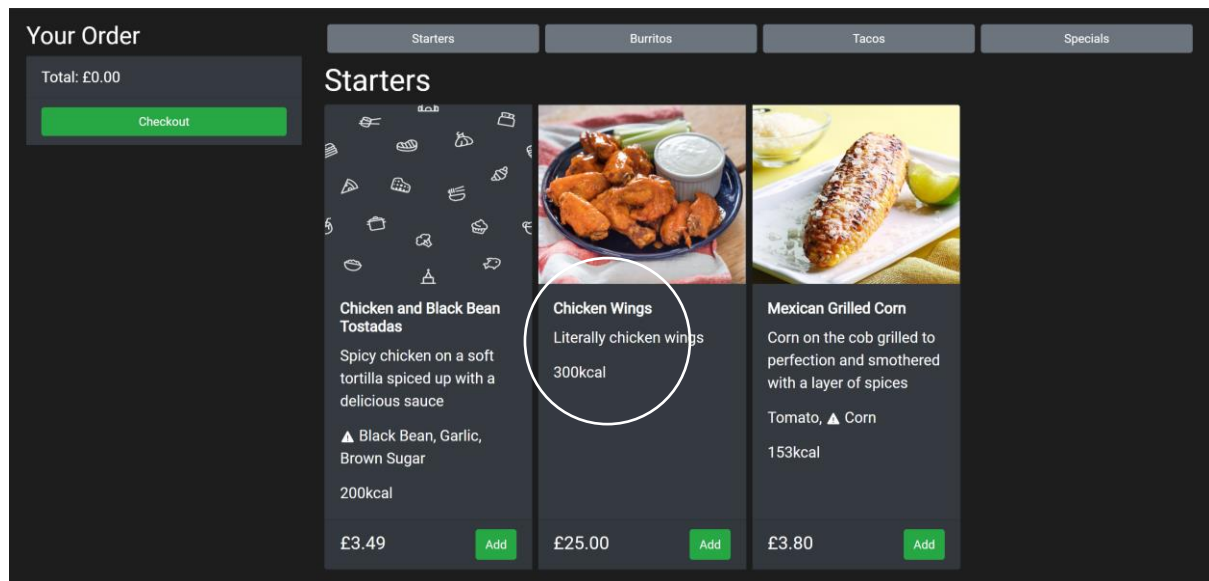 Your Order
Total: £0.00
Checkout
Starters
Burritos
Tacos
Specials
Starters
Chicken and Black Bean
Tostadas
Spicy chicken on a soft
tortilla spiced up with a
delicious sauce
Black Bean, Garlic,
Brown Sugar
200kcal
£3.49
Add
Chicken Wings
Literally chicken wings
300kcal
£25.00
Add
Mexican Grilled Corn
Corn on the cob grilled to
perfection and smothered
with a layer of spices
Tomato, ⚠ Corn
153kcal
£3.80
Add